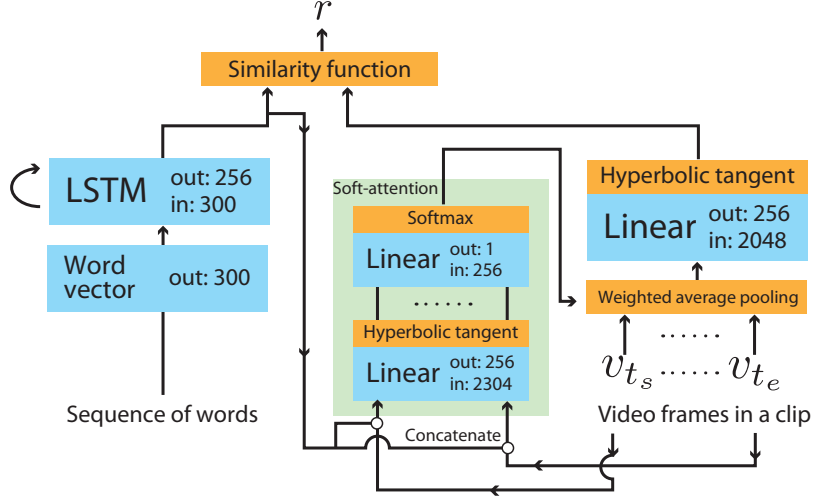 r
Similarity function
LSTM
out: 256
in: 300
Word
vector
out: 300
Sequence of words
Soft-attention
Softmax
Linear
out: 1
in: 256
......
Hyperbolic tangent
Linear
out: 256
in: 2304
Concatenate
Hyperbolic tangent
Linear
out: 256
in: 2048
Weighted average pooling
......
v_{t_s} ...... v_{t_e}
Video frames in a clip